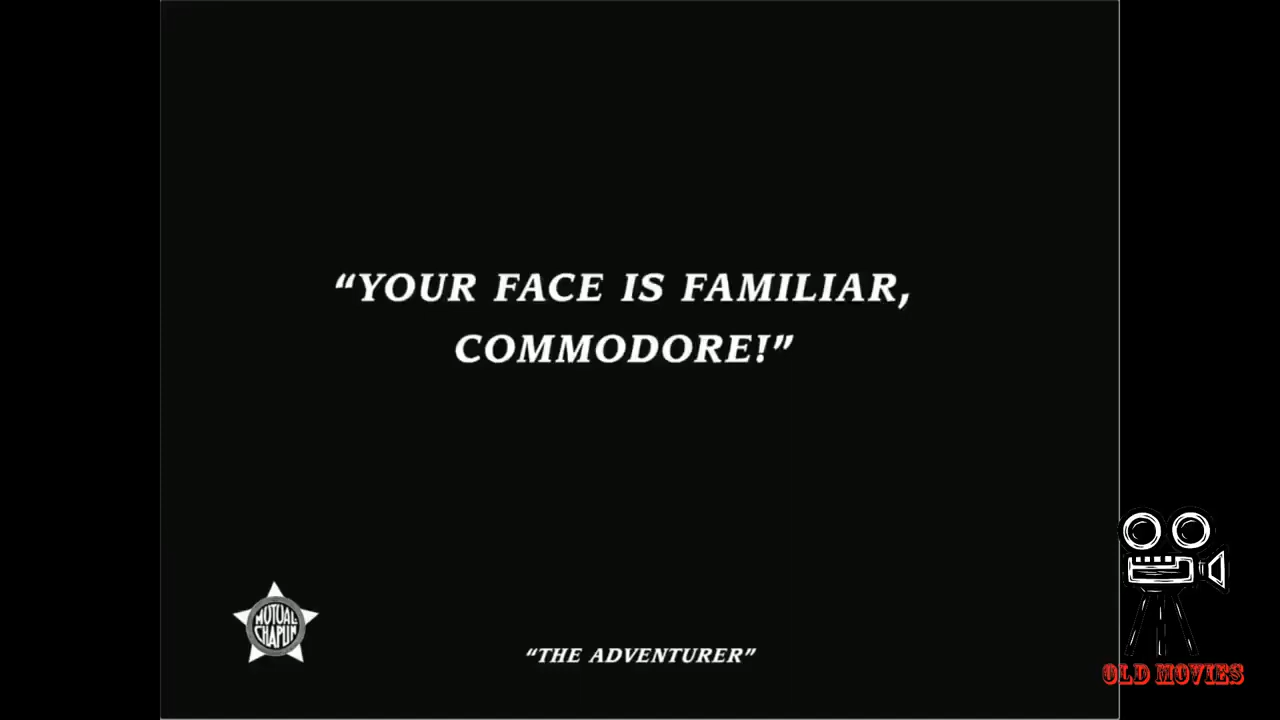 “YOUR FACE IS FAMILIAR,
COMMODORE!”
MUTUAL
CHAPLIN
“THE ADVENTURER”
OLD MOVIES